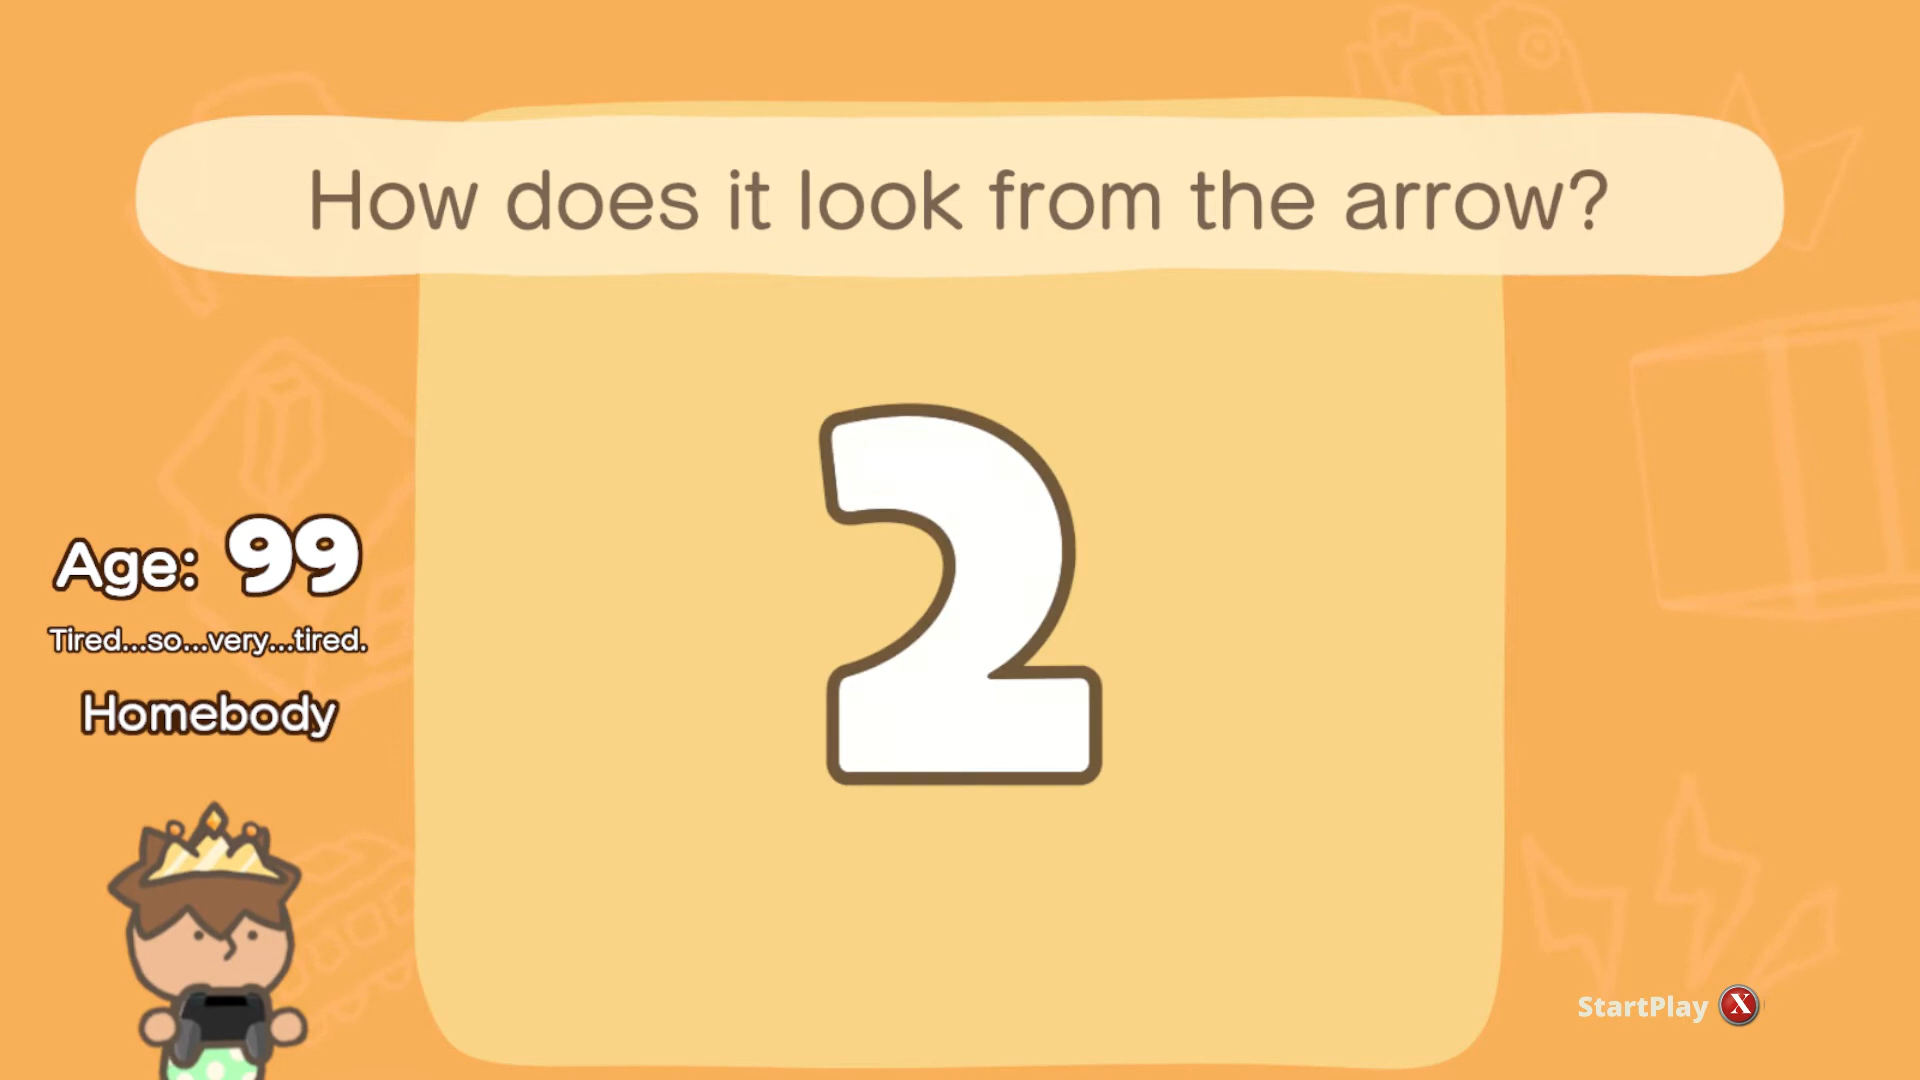 How does it look from the arrow?
2
Age: 99
Tired...so...very...tired.
Homebody
StartPlay X